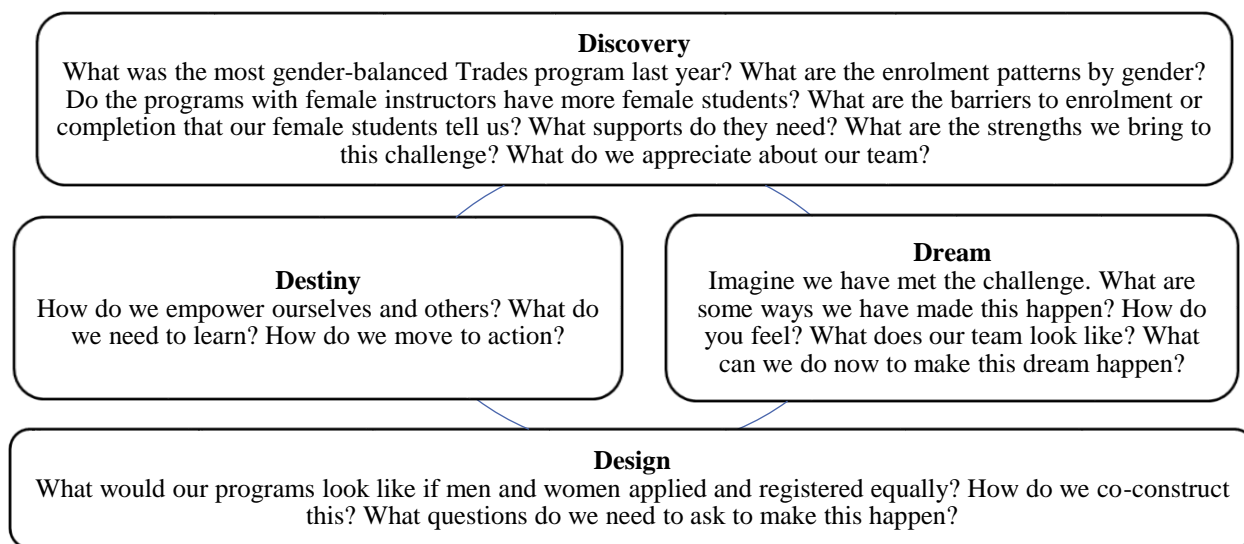 Discovery
What was the most gender-balanced Trades program last year? What are the enrolment patterns by gender?
Do the programs with female instructors have more female students? What are the barriers to enrolment or
completion that our female students tell us? What supports do they need? What are the strengths we bring to
this challenge? What do we appreciate about our team?
Destiny
How do we empower ourselves and others? What do
we need to learn? How do we move to action?
Dream
Imagine we have met the challenge. What are
some ways we have made this happen? How do
you feel? What does our team look like? What
can we do now to make this dream happen?
Design
What would our programs look like if men and women applied and registered equally? How do we co-construct
this? What questions do we need to ask to make this happen?